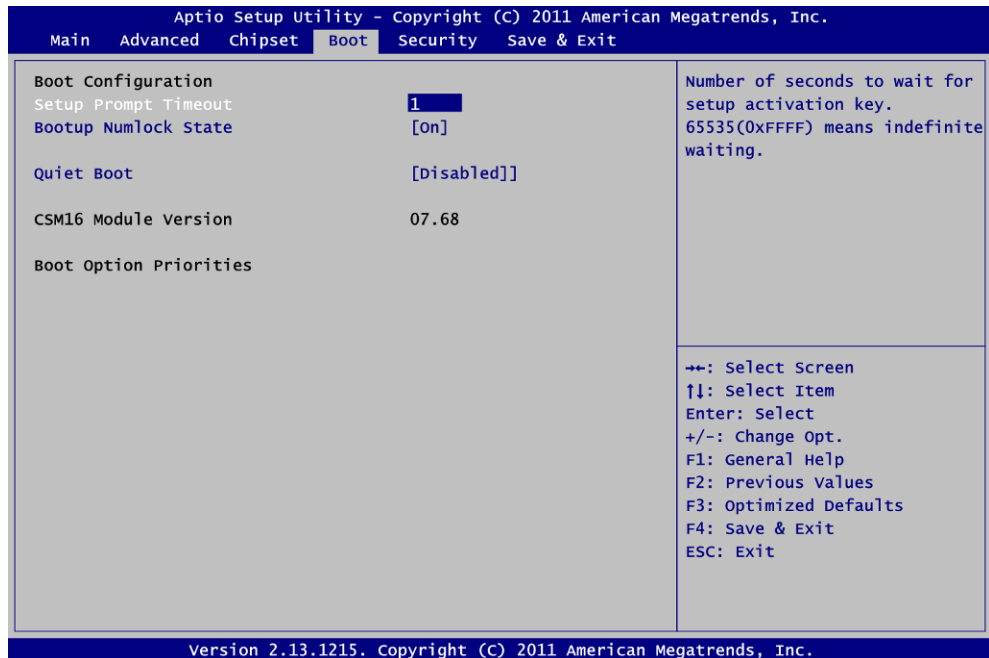 Aptio Setup Utility – Copyright (C) 2011 American Megatrends, Inc.
Main Advanced Chipset Boot Security Save & Exit
Boot Configuration
Setup Prompt Timeout 1
Bootup Numlock State [On]
Quiet Boot [Disabled]]
CSM16 Module Version 07.68
Boot Option Priorities
Number of seconds to wait for
setup activation key.
65535(0xFFFF) means indefinite
waiting.
→←: Select Screen
↑↓: Select Item
Enter: Select
+/-: Change Opt.
F1: General Help
F2: Previous Values
F3: Optimized Defaults
F4: Save & Exit
ESC: Exit
Version 2.13.1215. Copyright (C) 2011 American Megatrends, Inc.